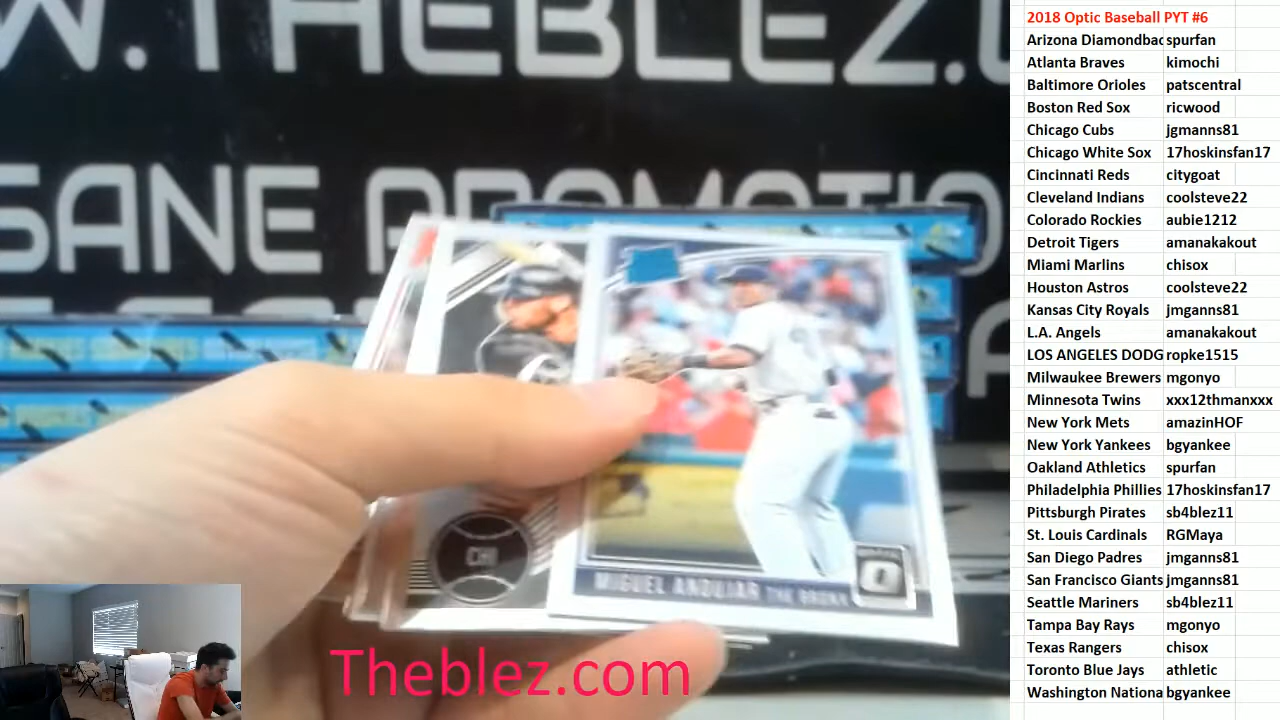 W.THEBLEZ.
SANE PROMOTIO
CHI
MIGUEL ANDUJAR THE BRONX
OPTIC
Theblez.com
2018 Optic Baseball PYT #6
Arizona Diamondbac spurfan
Atlanta Braves kimochi
Baltimore Orioles patscentral
Boston Red Sox ricwood
Chicago Cubs jgmanns81
Chicago White Sox 17hoskinsfan17
Cincinnati Reds citygoat
Cleveland Indians coolsteve22
Colorado Rockies aubie1212
Detroit Tigers amanakakout
Miami Marlins chisox
Houston Astros coolsteve22
Kansas City Royals jmganns81
L.A. Angels amanakakout
LOS ANGELES DODG ropke1515
Milwaukee Brewers mgonyo
Minnesota Twins xxx12thmanxxx
New York Mets amazinHOF
New York Yankees bgyankee
Oakland Athletics spurfan
Philadelphia Phillies 17hoskinsfan17
Pittsburgh Pirates sb4blez11
St. Louis Cardinals RGMaya
San Diego Padres jmganns81
San Francisco Giants jmganns81
Seattle Mariners sb4blez11
Tampa Bay Rays mgonyo
Texas Rangers chisox
Toronto Blue Jays athletic
Washington Nationa bgyankee